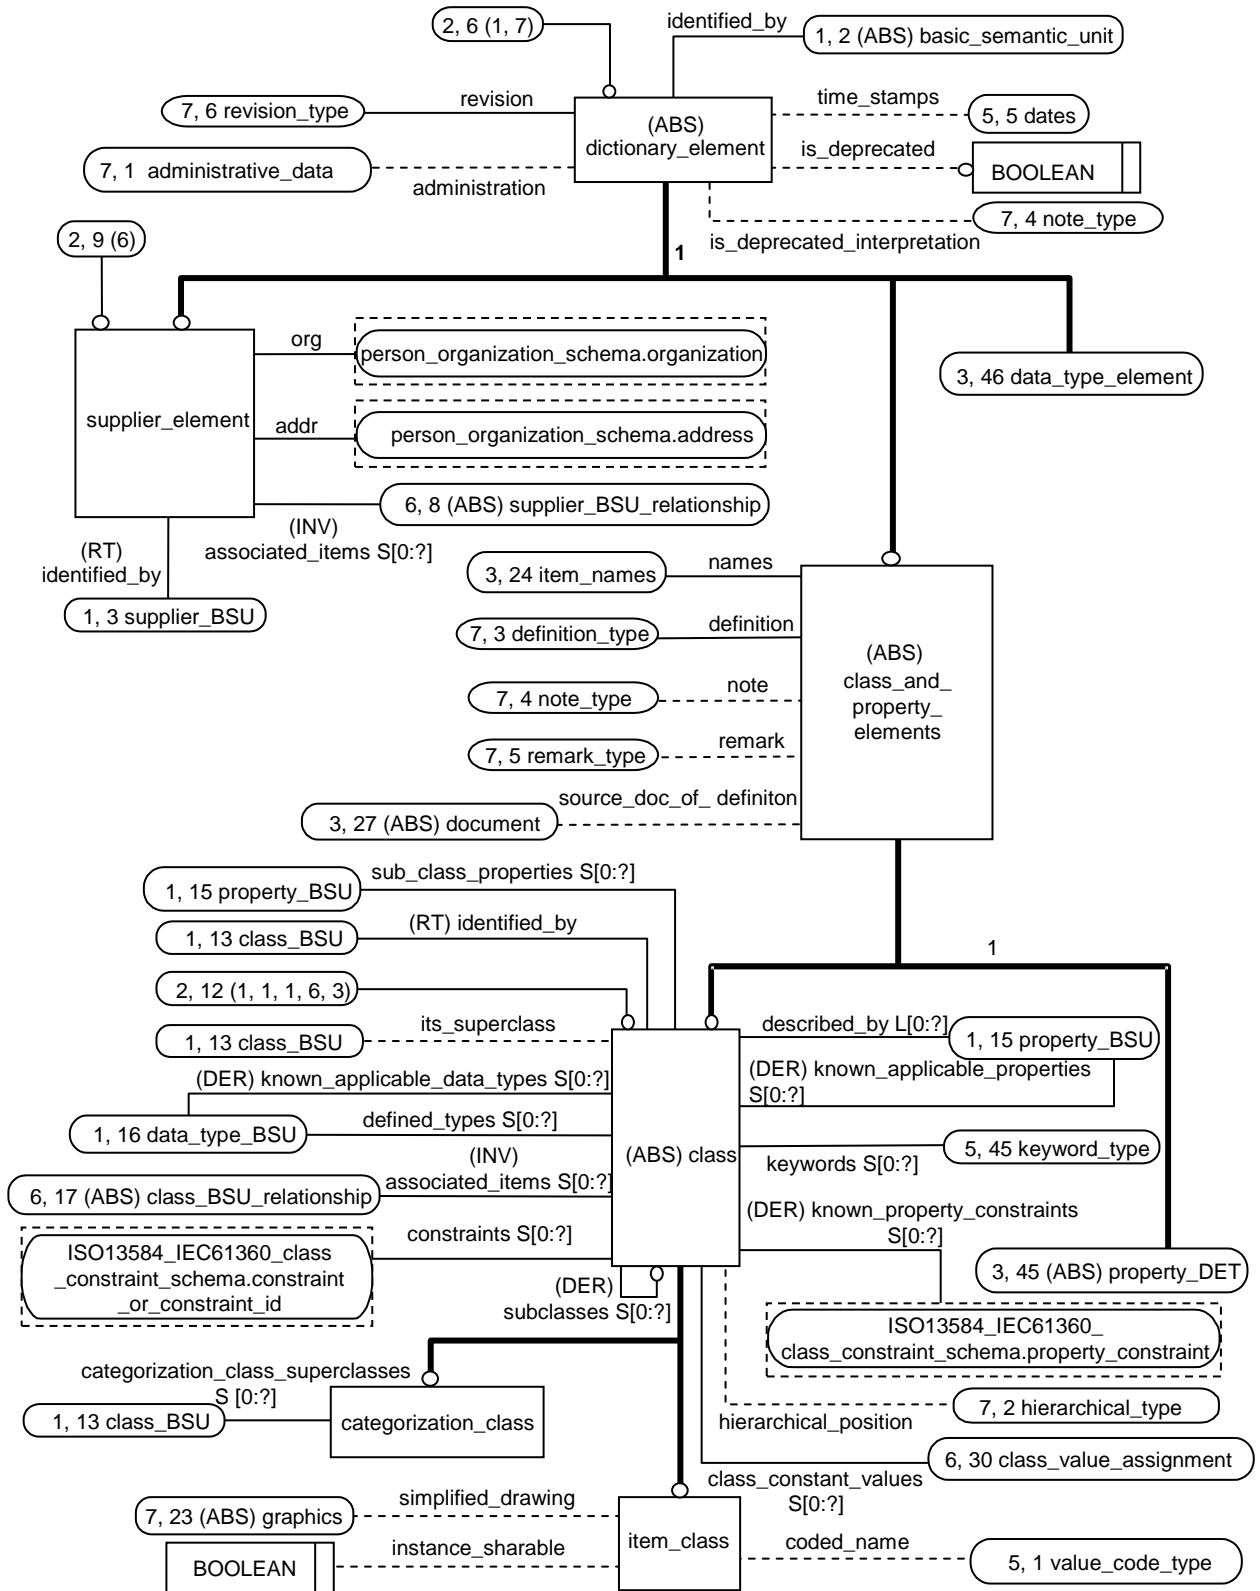 2, 6 (1, 7)
identified_by
1, 2 (ABS) basic_semantic_unit
7, 6 revision_type
revision
(ABS)
dictionary_element
time_stamps
5, 5 dates
is_deprecated
BOOLEAN
7, 1 administrative_data
administration
7, 4 note_type
is_deprecated_interpretation
2, 9 (6)
1
supplier_element
org
person_organization_schema.organization
addr
person_organization_schema.address
3, 46 data_type_element
6, 8 (ABS) supplier_BSU_relationship
(INV)
associated_items S[0:?]
(RT)
identified_by
1, 3 supplier_BSU
3, 24 item_names
names
7, 3 definition_type
definition
(ABS)
class_and_
property_
elements
7, 4 note_type
note
7, 5 remark_type
remark
source_doc_of_ definiton
3, 27 (ABS) document
1, 15 property_BSU
sub_class_properties S[0:?]
1, 13 class_BSU
(RT) identified_by
1
2, 12 (1, 1, 1, 6, 3)
1, 13 class_BSU
its_superclass
described_by L[0:?]
1, 15 property_BSU
(DER) known_applicable_data_types S[0:?]
(DER) known_applicable_properties
S[0:?]
1, 16 data_type_BSU
defined_types S[0:?]
(ABS) class
keywords S[0:?]
5, 45 keyword_type
(INV)
associated_items S[0:?]
6, 17 (ABS) class_BSU_relationship
(DER) known_property_constraints
S[0:?]
constraints S[0:?]
ISO13584_IEC61360_class
_constraint_schema.constraint
_or_constraint_id
3, 45 (ABS) property_DET
(DER)
subclasses S[0:?]
ISO13584_IEC61360_
class_constraint_schema.property_constraint
categorization_class_superclasses
S [0:?]
1, 13 class_BSU
categorization_class
hierarchical_position
7, 2 hierarchical_type
6, 30 class_value_assignment
class_constant_values
S[0:?]
7, 23 (ABS) graphics
simplified_drawing
BOOLEAN
instance_sharable
item_class
coded_name
5, 1 value_code_type